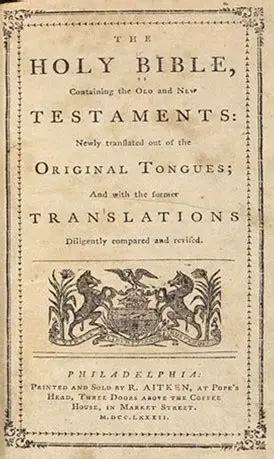 THE
HOLY BIBLE,
Containing the OLD and NEW
TESTAMENTS:
Newly tranſlated out of the
ORIGINAL TONGUES;
And with the former
TRANSLATIONS
Diligently compared and reviſed.
PHILADELPHIA:
PRINTED AND SOLD BY R. AITKEN, AT POPE'S
HEAD, THREE DOORS ABOVE THE COFFEE
HOUSE, IN MARKET STREET.
M.DCC.LXXXII.